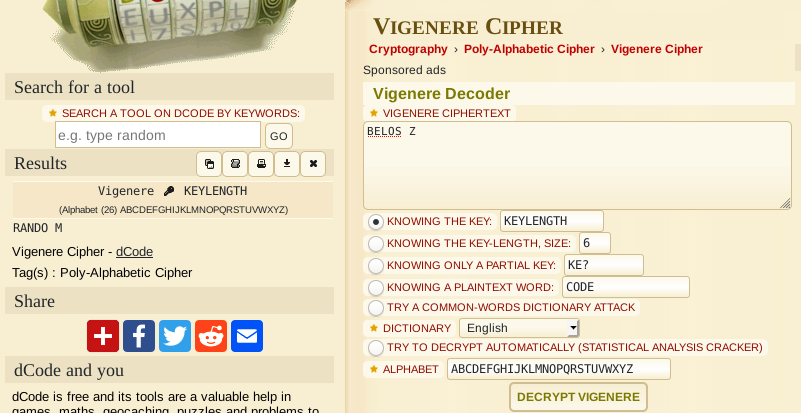 EUXPL
Search for a tool
SEARCH A TOOL ON DCODE BY KEYWORDS:
e.g. type random
GO
Results
Vigenere KEYLENGTH
(Alphabet (26) ABCDEFGHIJKLMNOPQRSTUVWXYZ)
RANDO M
Vigenere Cipher - dCode
Tag(s) : Poly-Alphabetic Cipher
Share
dCode and you
dCode is free and its tools are a valuable help in
games, maths, geocaching, puzzles and problems to
VIGENERE CIPHER
Cryptography › Poly-Alphabetic Cipher › Vigenere Cipher
Sponsored ads
Vigenere Decoder
VIGENERE CIPHERTEXT
BELOS Z
KNOWING THE KEY: KEYLENGTH
KNOWING THE KEY-LENGTH, SIZE: 6
KNOWING ONLY A PARTIAL KEY: KE?
KNOWING A PLAINTEXT WORD: CODE
TRY A COMMON-WORDS DICTIONARY ATTACK
DICTIONARY English
TRY TO DECRYPT AUTOMATICALLY (STATISTICAL ANALYSIS CRACKER)
ALPHABET ABCDEFGHIJKLMNOPQRSTUVWXYZ
DECRYPT VIGENERE